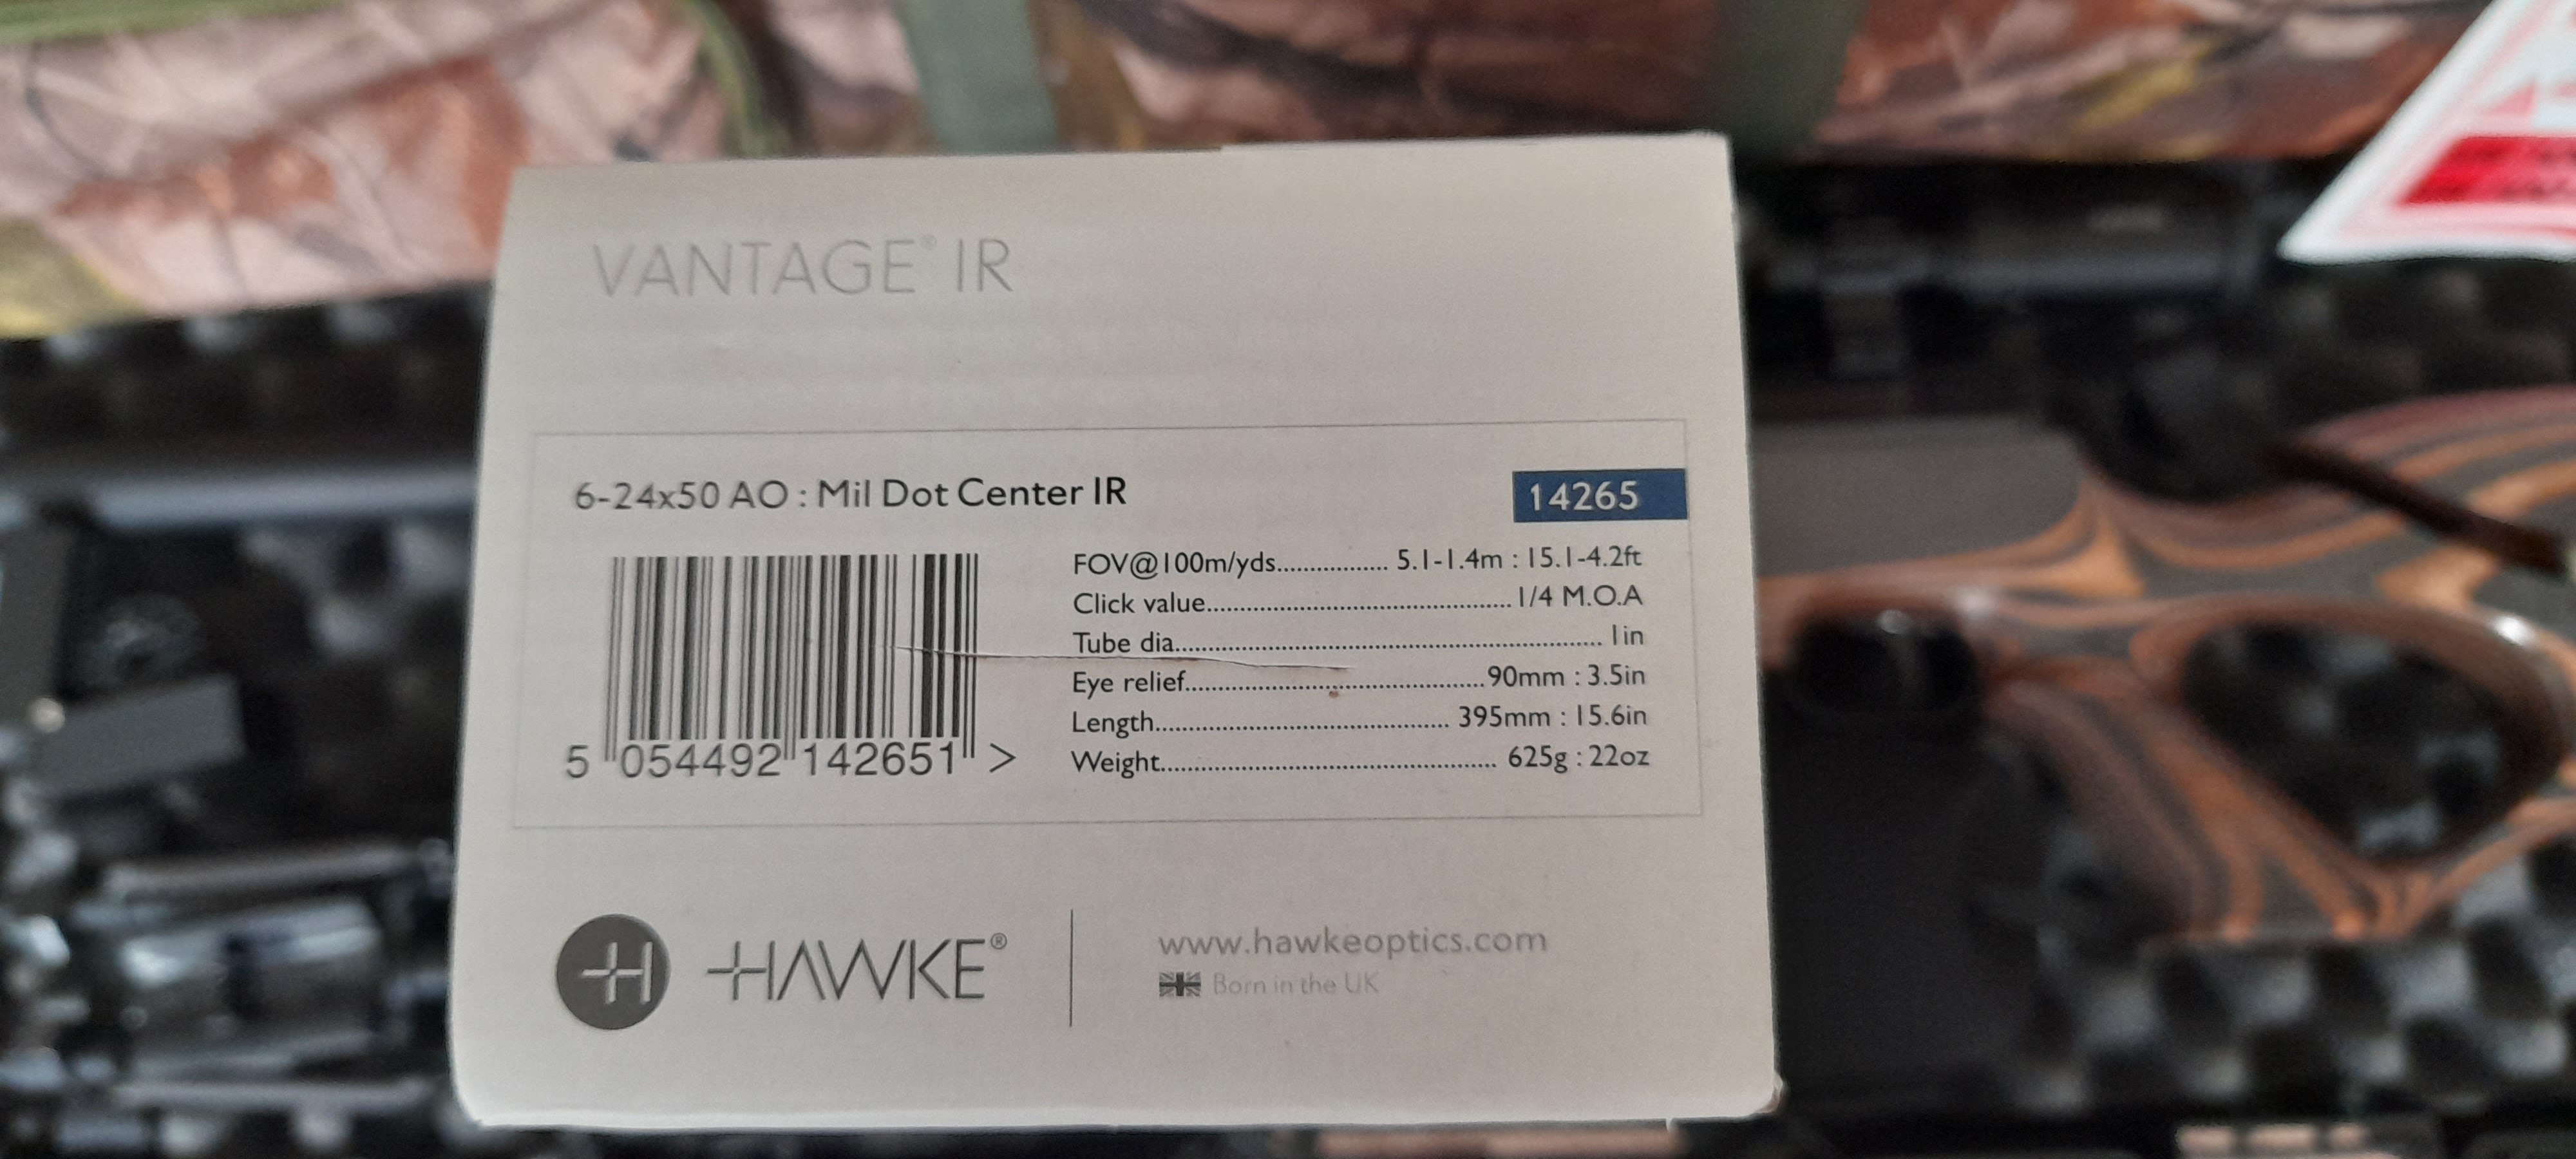 VANTAGE® IR
6-24x50 AO : Mil Dot Center IR
14265
FOV@100m/yds................ 5.1-1.4m : 15.1-4.2ft
Click value.......................................... 1/4 M.O.A
Tube dia........................................................... 1in
Eye relief..........................................90mm : 3.5in
Length......................................... 395mm : 15.6in
Weight.............................................. 625g : 22oz
5 054492 142651 >
H HAWKE®
www.hawkeoptics.com
Born in the UK